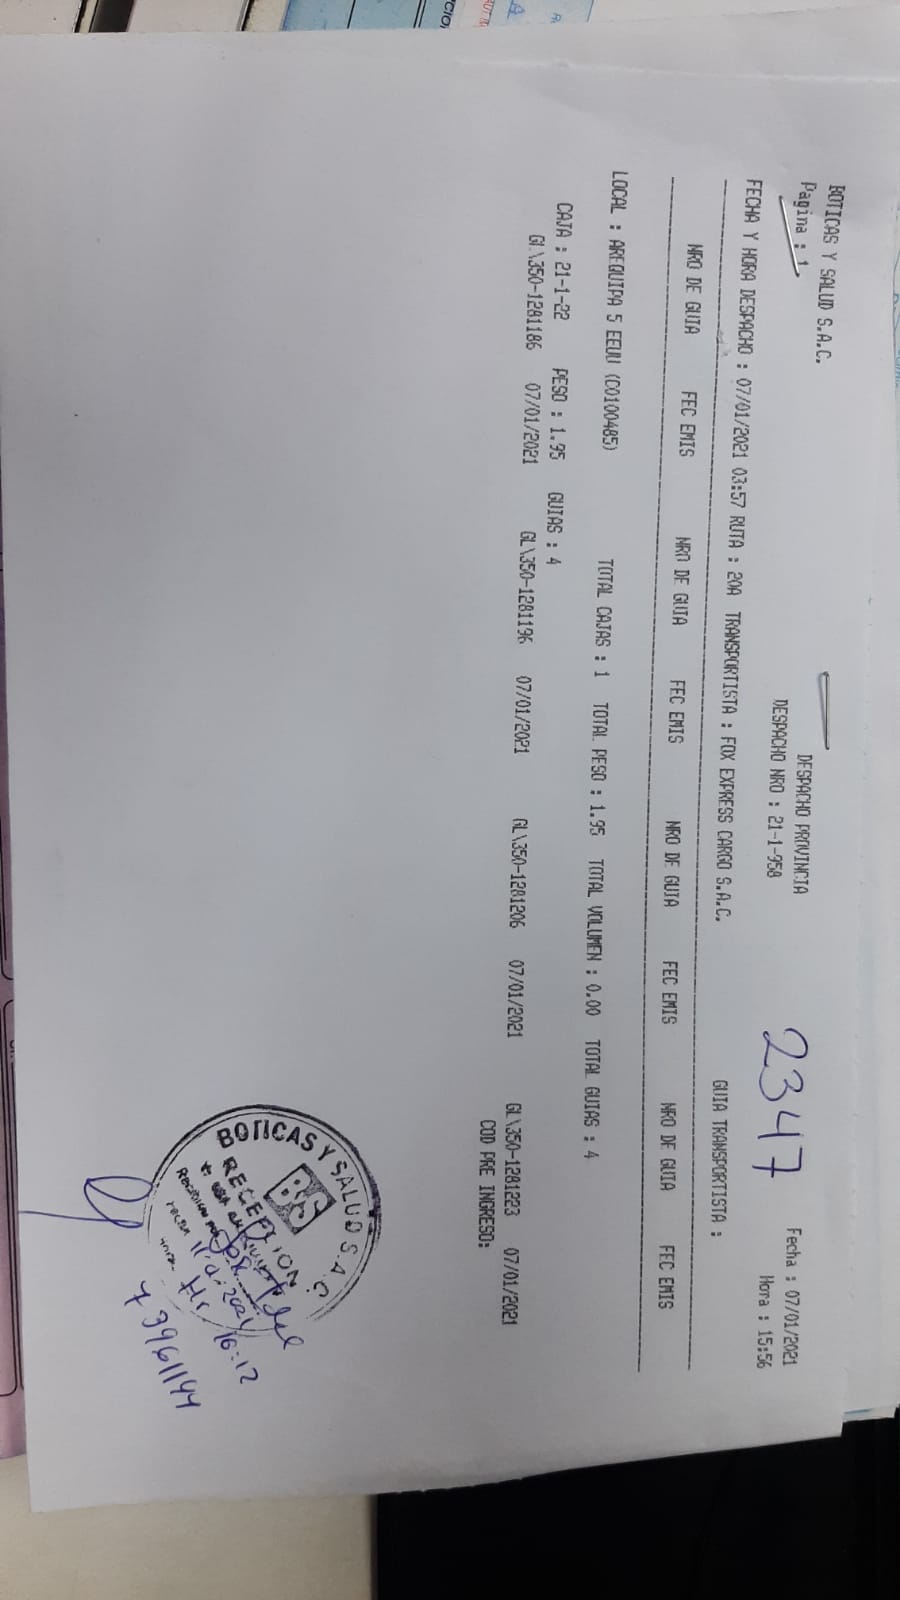 BOTICAS Y SALUD S.A.C.
Pagina : 1
DESPACHO PROVINCIA
DESPACHO NRO : 21-1-958
2347
Fecha : 07/01/2021
Hora : 15:56
FECHA Y HORA DESPACHO : 07/01/2021 03:57 RUTA : 20A TRANSPORTISTA : FOX EXPRESS CARGO S.A.C. GUIA TRANSPORTISTA :
NRO DE GUIA FEC EMIS NRO DE GUIA FEC EMIS NRO DE GUIA FEC EMIS NRO DE GUIA FEC EMIS
LOCAL : AREQUIPA 5 EEUU (C0100485) TOTAL CAJAS : 1 TOTAL PESO : 1.95 TOTAL VOLUMEN : 0.00 TOTAL GUIAS : 4
CAJA : 21-1-22 PESO : 1.95 GUIAS : 4
GL\350-1281186 07/01/2021 GL\350-1281196 07/01/2021 GL\350-1281206 07/01/2021 GL\350-1281223 07/01/2021
COD PRE INGRESO:
BOTICAS Y SALUD S.A.C.
BS
RECEPCION
16:12
73961144